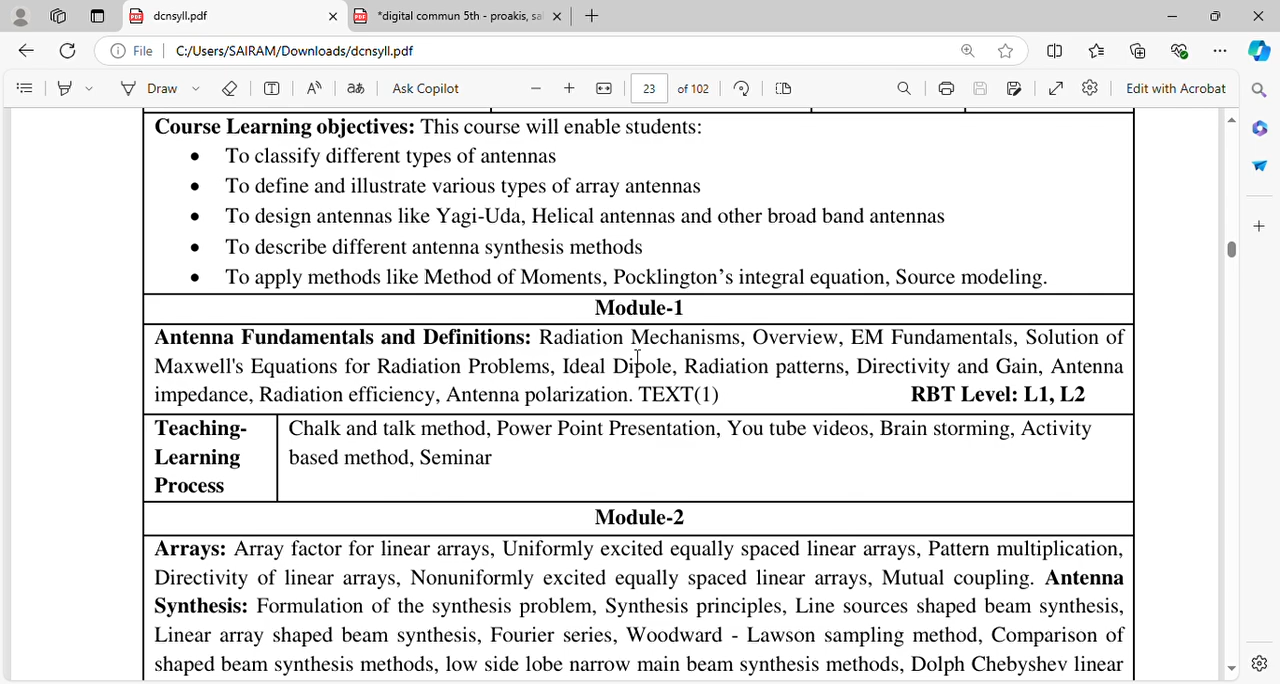 dcnsyll.pdf
*digital commun 5th - proakis, sa
File
C:/Users/SAIRAM/Downloads/dcnsyll.pdf
Draw
Ask Copilot
23
of 102
Edit with Acrobat
Course Learning objectives: This course will enable students:
• To classify different types of antennas
• To define and illustrate various types of array antennas
• To design antennas like Yagi-Uda, Helical antennas and other broad band antennas
• To describe different antenna synthesis methods
• To apply methods like Method of Moments, Pocklington’s integral equation, Source modeling.
Module-1
Antenna Fundamentals and Definitions: Radiation Mechanisms, Overview, EM Fundamentals, Solution of
Maxwell's Equations for Radiation Problems, Ideal Dipole, Radiation patterns, Directivity and Gain, Antenna
impedance, Radiation efficiency, Antenna polarization. TEXT(1) RBT Level: L1, L2
Teaching-
Learning
Process
Chalk and talk method, Power Point Presentation, You tube videos, Brain storming, Activity
based method, Seminar
Module-2
Arrays: Array factor for linear arrays, Uniformly excited equally spaced linear arrays, Pattern multiplication,
Directivity of linear arrays, Nonuniformly excited equally spaced linear arrays, Mutual coupling. Antenna
Synthesis: Formulation of the synthesis problem, Synthesis principles, Line sources shaped beam synthesis,
Linear array shaped beam synthesis, Fourier series, Woodward - Lawson sampling method, Comparison of
shaped beam synthesis methods, low side lobe narrow main beam synthesis methods, Dolph Chebyshev linear